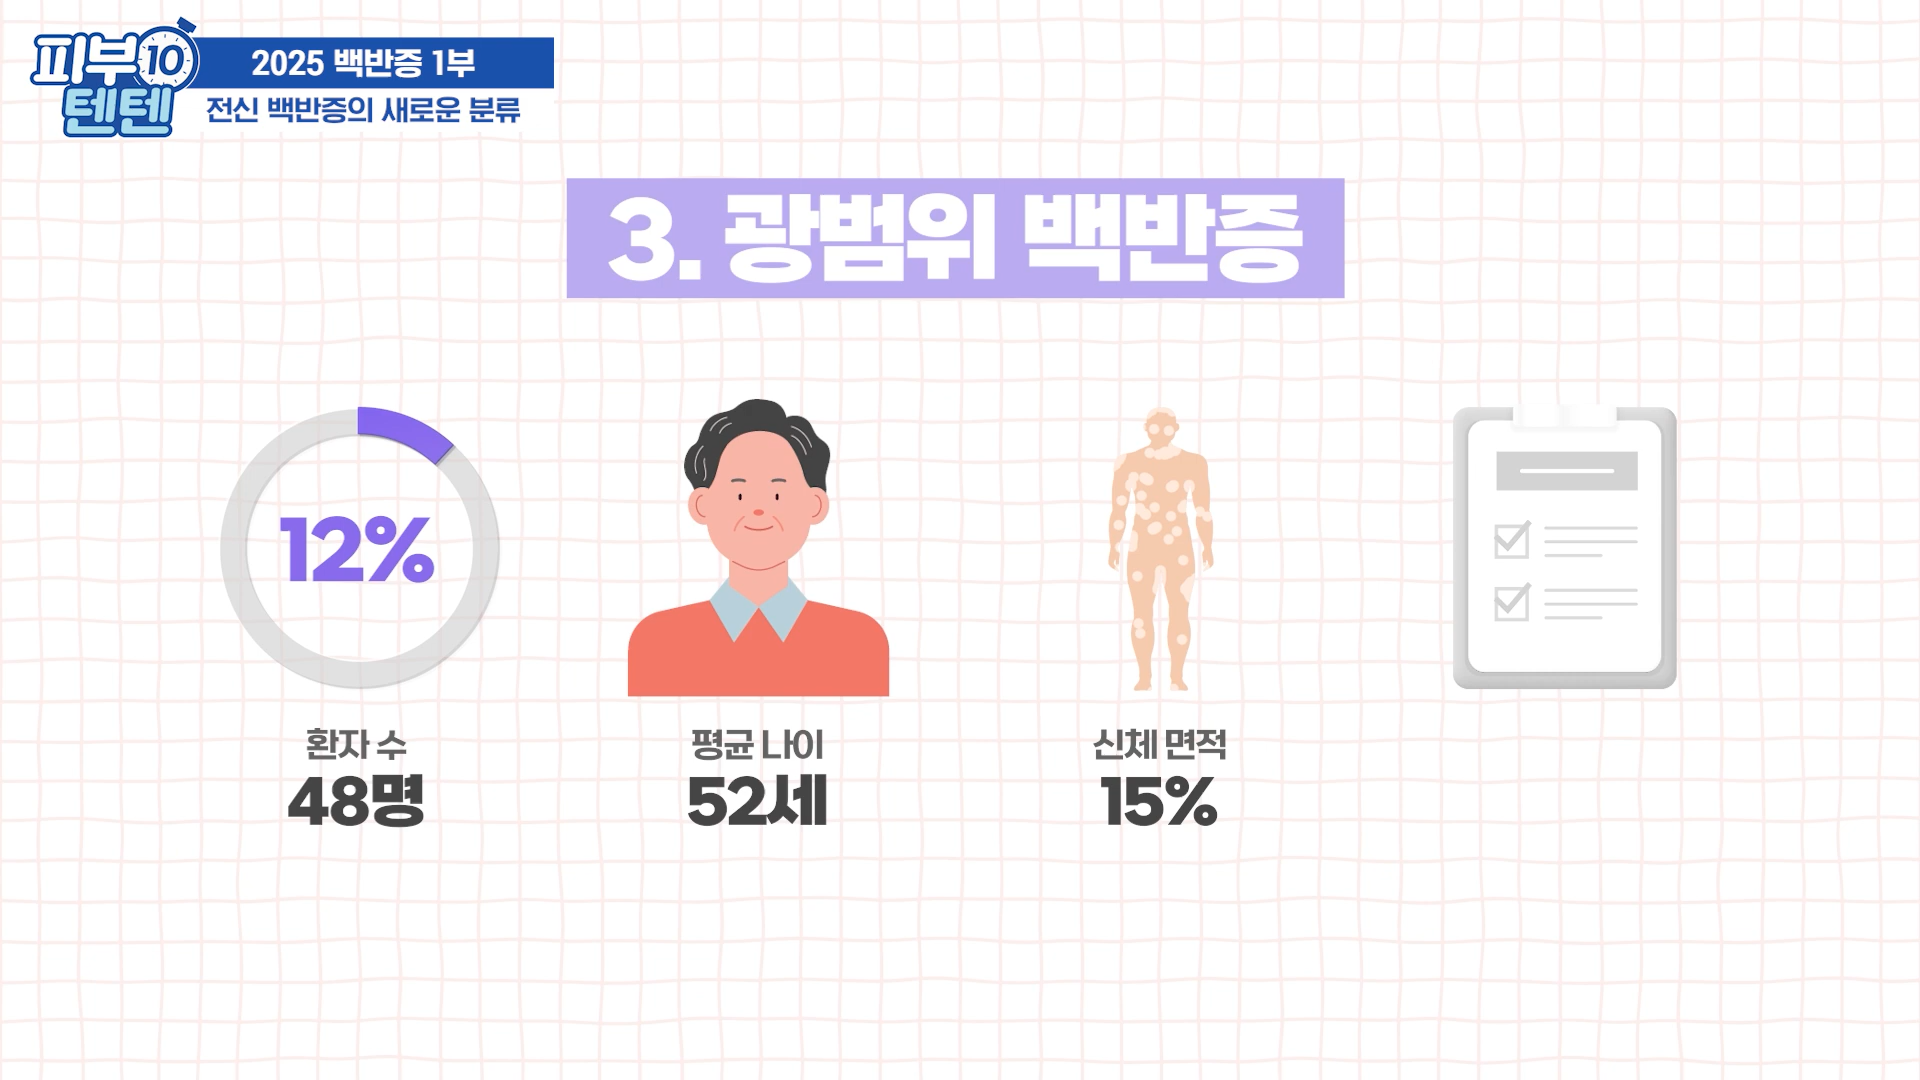 피부10
텐텐
2025 백반증 1부
전신 백반증의 새로운 분류
3. 광범위 백반증
12%
환자 수
48명
평균 나이
52세
신체 면적
15%